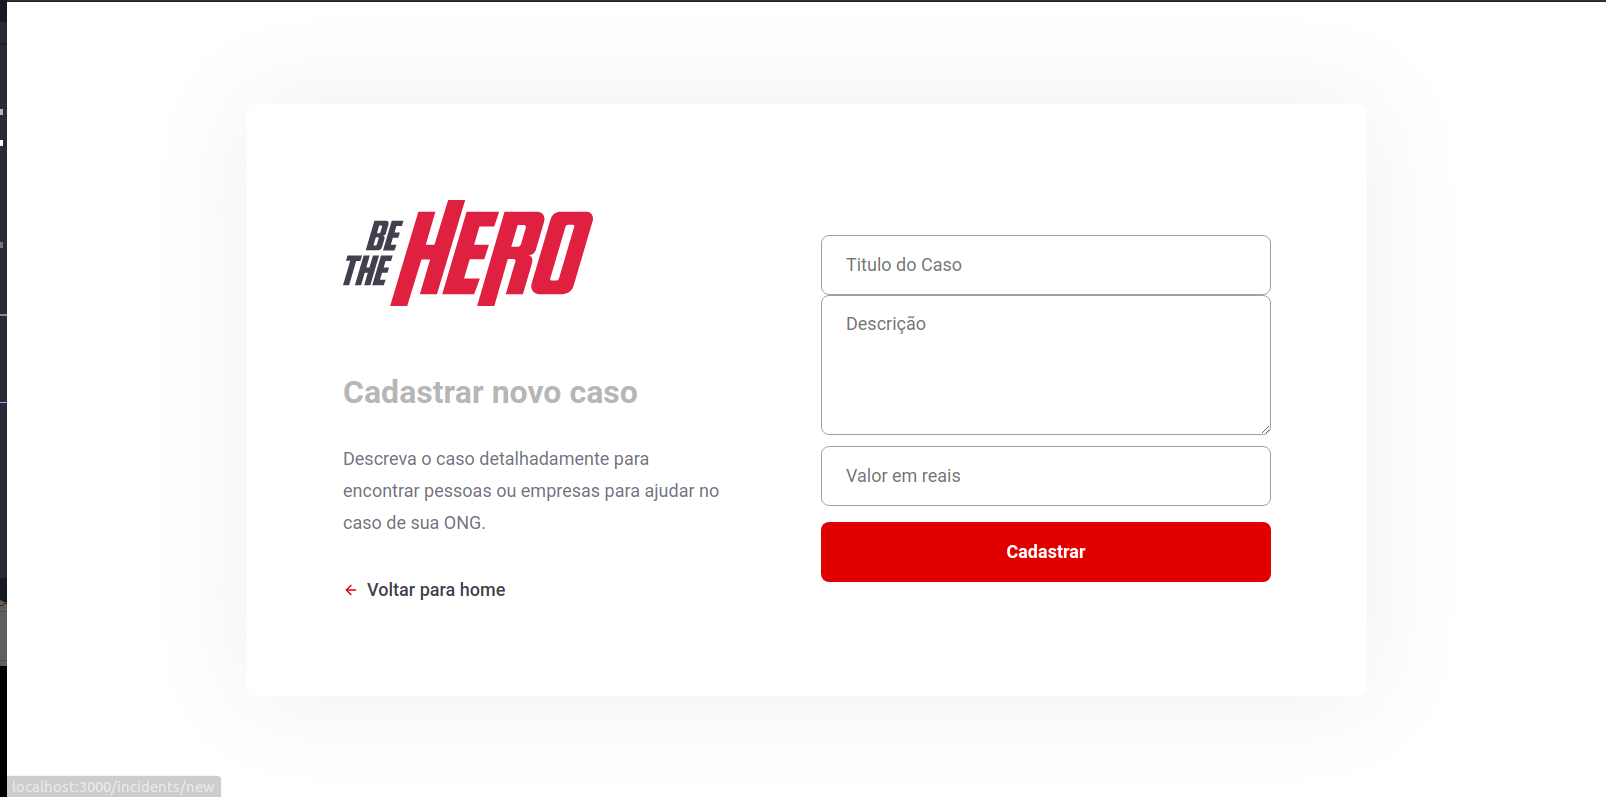 BE
THE HERO
Cadastrar novo caso
Descreva o caso detalhadamente para
encontrar pessoas ou empresas para ajudar no
caso de sua ONG.
Voltar para home
Titulo do Caso
Descrição
Valor em reais
Cadastrar
localhost:3000/incidents/new